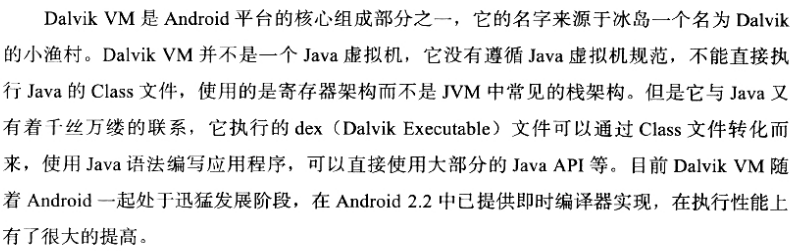 Dalvik VM 是 Android 平台的核心组成部分之一，它的名字来源于冰岛一个名为 Dalvik
的小渔村。Dalvik VM 并不是一个 Java 虚拟机，它没有遵循 Java 虚拟机规范，不能直接执
行 Java 的 Class 文件，使用的是寄存器架构而不是 JVM 中常见的栈架构。但是它与 Java 又
有着千丝万缕的联系，它执行的 dex（Dalvik Executable）文件可以通过 Class 文件转化而
来，使用 Java 语法编写应用程序，可以直接使用大部分的 Java API 等。目前 Dalvik VM 随
着 Android 一起处于迅猛发展阶段，在 Android 2.2 中已提供即时编译器实现，在执行性能上
有了很大的提高。